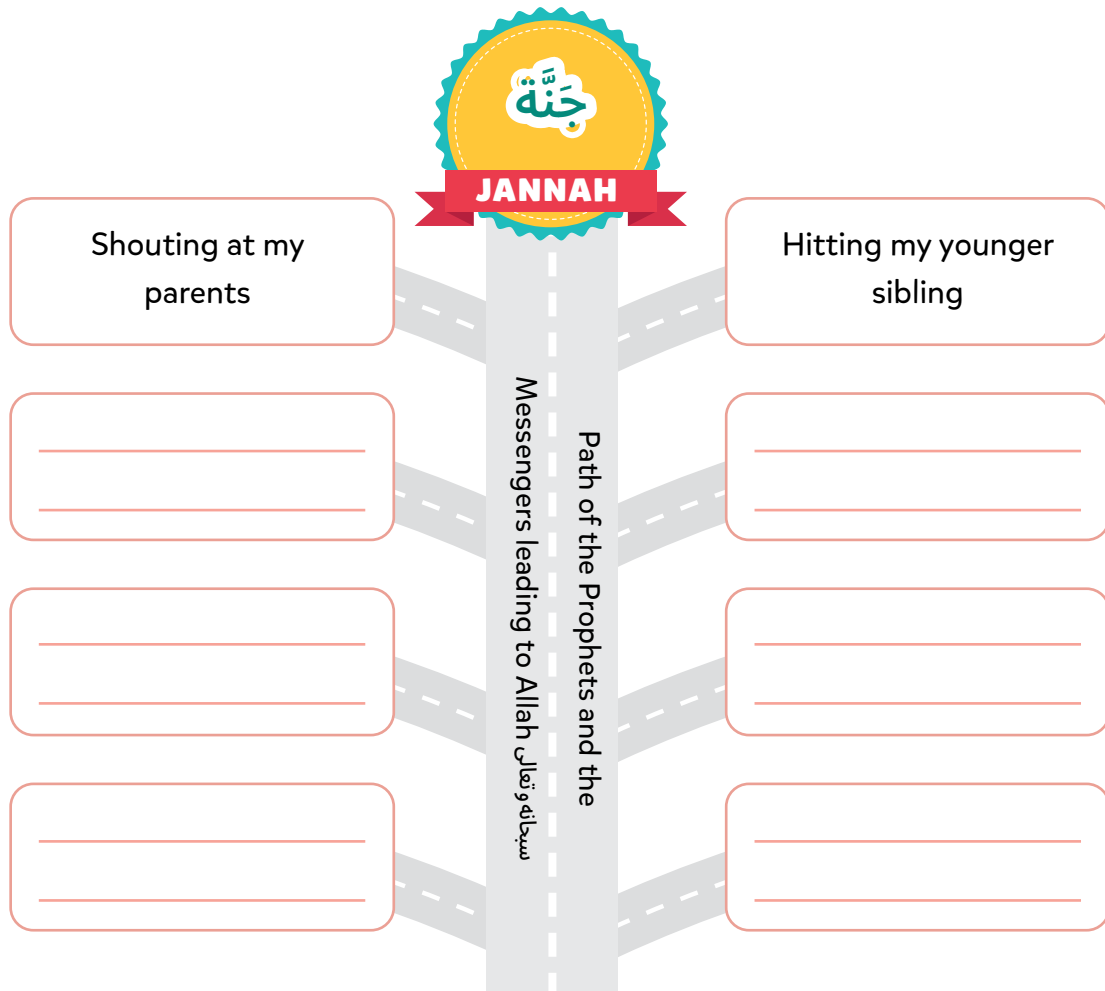 جَنَّة
JANNAH
Shouting at my
parents
Hitting my younger
sibling
Path of the Prophets and the
Messengers leading to Allah سبحانه و تعالى